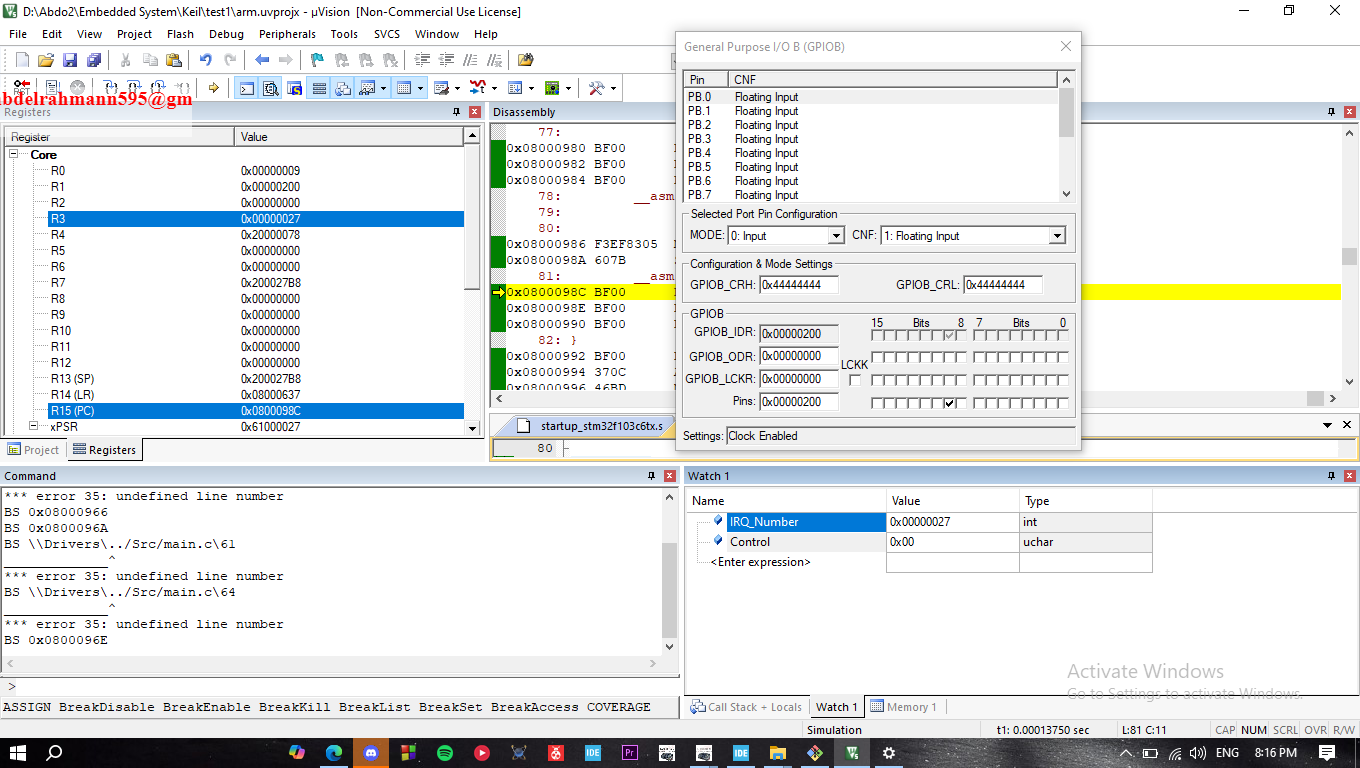 D:\Abdo2\Embedded System\Keil\test1\arm.uvprojx - µVision [Non-Commercial Use License]
File Edit View Project Flash Debug Peripherals Tools SVCS Window Help
abdelrahmann595@gm
Registers
Register Value
Core
R0 0x00000009
R1 0x00000200
R2 0x00000000
R3 0x00000027
R4 0x20000078
R5 0x00000000
R6 0x00000000
R7 0x200027B8
R8 0x00000000
R9 0x00000000
R10 0x00000000
R11 0x00000000
R12 0x00000000
R13 (SP) 0x200027B8
R14 (LR) 0x08000637
R15 (PC) 0x0800098C
xPSR 0x61000027
Project Registers
Disassembly
77:
0x08000980 BF00
0x08000982 BF00
0x08000984 BF00
78: __asm
79:
80:
0x08000986 F3EF8305
0x0800098A 607B
81: __asm
0x0800098C BF00
0x0800098E BF00
0x08000990 BF00
82: }
0x08000992 BF00
0x08000994 370C
0x08000996 46BD
startup_stm32f103c6tx.s
80
General Purpose I/O B (GPIOB)
Pin CNF
PB.0 Floating Input
PB.1 Floating Input
PB.2 Floating Input
PB.3 Floating Input
PB.4 Floating Input
PB.5 Floating Input
PB.6 Floating Input
PB.7 Floating Input
Selected Port Pin Configuration
MODE: 0: Input CNF: 1: Floating Input
Configuration & Mode Settings
GPIOB_CRH: 0x44444444 GPIOB_CRL: 0x44444444
GPIOB
15 Bits 8 7 Bits 0
GPIOB_IDR: 0x00000200
GPIOB_ODR: 0x00000000
LCKK
GPIOB_LCKR: 0x00000000
Pins: 0x00000200
Settings: Clock Enabled
Command
*** error 35: undefined line number
BS 0x08000966
BS 0x0800096A
BS \\Drivers\../Src/main.c\61
______________^
*** error 35: undefined line number
BS \\Drivers\../Src/main.c\64
______________^
*** error 35: undefined line number
BS 0x0800096E
>
ASSIGN BreakDisable BreakEnable BreakKill BreakList BreakSet BreakAccess COVERAGE
Watch 1
Name Value Type
IRQ_Number 0x00000027 int
Control 0x00 uchar
<Enter expression>
Activate Windows
Go to Settings to activate Windows.
Call Stack + Locals Watch 1 Memory 1
Simulation t1: 0.00013750 sec L:81 C:11 CAP NUM SCRL OVR R/W
ENG 8:16 PM